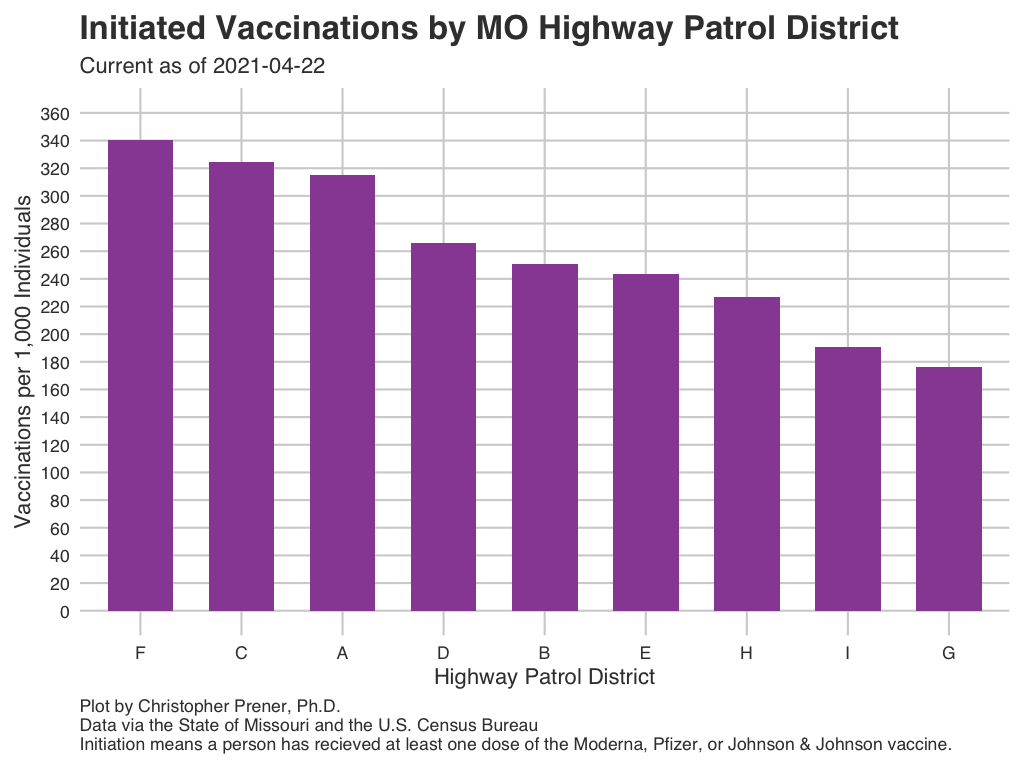 Initiated Vaccinations by MO Highway Patrol District
Current as of 2021-04-22
Vaccinations per 1,000 Individuals
360
340
320
300
280
260
240
220
200
180
160
140
120
100
80
60
40
20
0
F C A D B E H I G
Highway Patrol District
Plot by Christopher Prener, Ph.D.
Data via the State of Missouri and the U.S. Census Bureau
Initiation means a person has recieved at least one dose of the Moderna, Pfizer, or Johnson & Johnson vaccine.